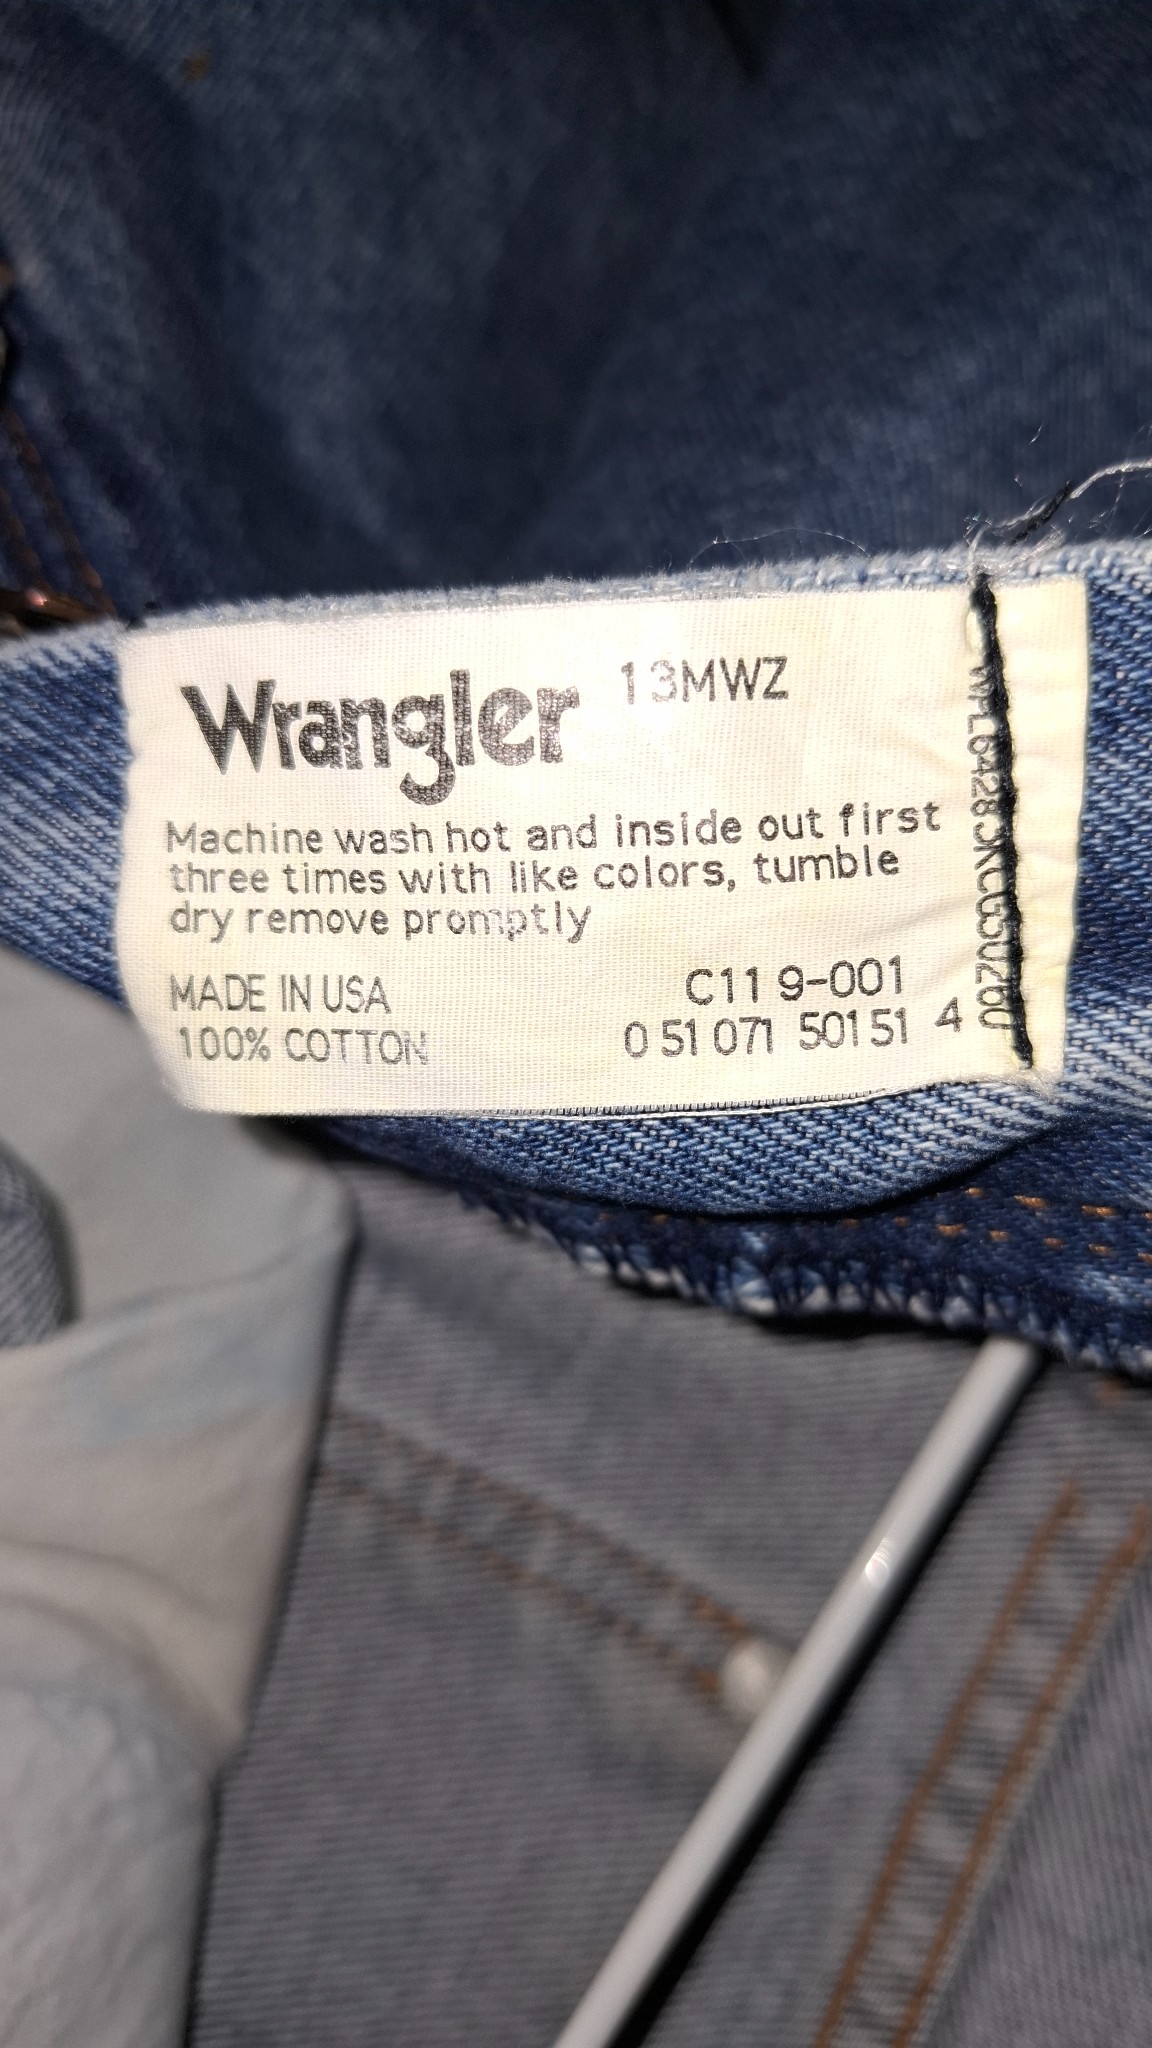 Wrangler 13MWZ
Machine wash hot and inside out first
three times with like colors, tumble
dry remove promptly
MADE IN USA C11 9-001
100% COTTON 0 51 071 50151 4